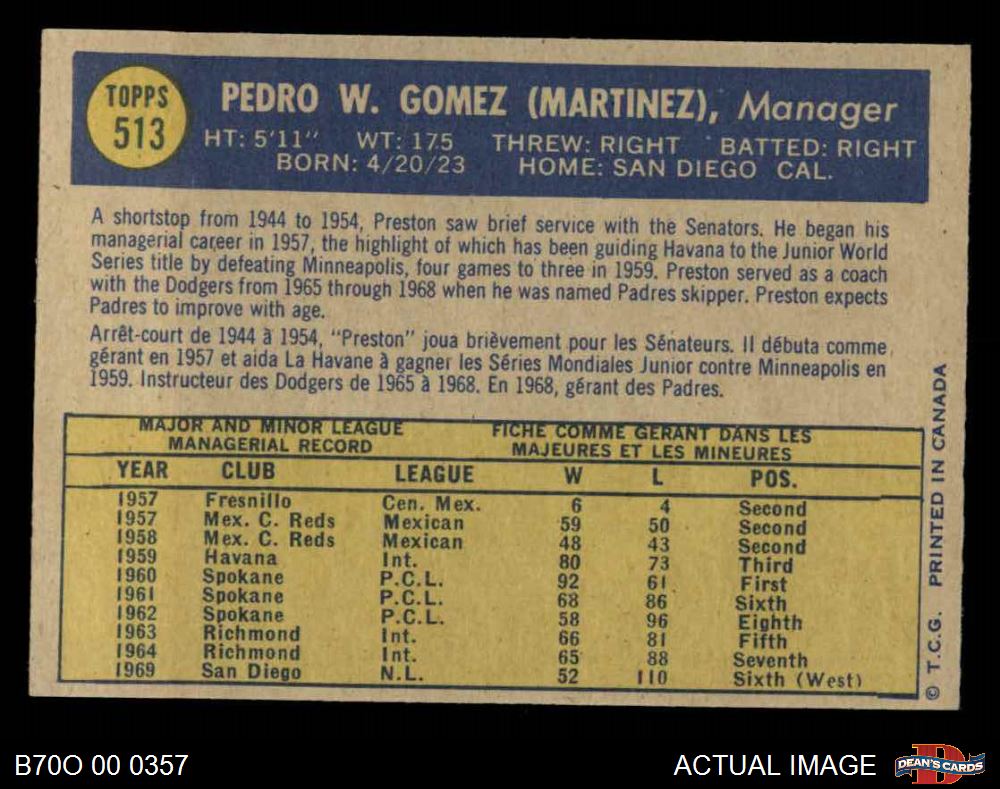 TOPPS
513
PEDRO W. GOMEZ (MARTINEZ), Manager
HT: 5'11" WT: 175 THREW: RIGHT BATTED: RIGHT
BORN: 4/20/23 HOME: SAN DIEGO CAL.
A shortstop from 1944 to 1954, Preston saw brief service with the Senators. He began his
managerial career in 1957, the highlight of which has been guiding Havana to the Junior World
Series title by defeating Minneapolis, four games to three in 1959. Preston served as a coach
with the Dodgers from 1965 through 1968 when he was named Padres skipper. Preston expects
Padres to improve with age.
Arrêt-court de 1944 à 1954, "Preston" joua brièvement pour les Sénateurs. Il débuta comme
gérant en 1957 et aida La Havane à gagner les Séries Mondiales Junior contre Minneapolis en
1959. Instructeur des Dodgers de 1965 à 1968. En 1968, gérant des Padres.
MAJOR AND MINOR LEAGUE MANAGERIAL RECORD
FICHE COMME GERANT DANS LES MAJEURES ET LES MINEURES
YEAR CLUB LEAGUE W L POS.
1957 Fresnillo Cen. Mex. 6 4 Second
1957 Mex. C. Reds Mexican 59 50 Second
1958 Mex. C. Reds Mexican 48 43 Second
1959 Havana Int. 80 73 Third
1960 Spokane P.C.L. 92 61 First
1961 Spokane P.C.L. 68 86 Sixth
1962 Spokane P.C.L. 58 96 Eighth
1963 Richmond Int. 66 81 Fifth
1964 Richmond Int. 65 88 Seventh
1969 San Diego N.L. 52 110 Sixth (West)
© T.C.G. PRINTED IN CANADA
B70O 00 0357
ACTUAL IMAGE
DEAN'S CARDS